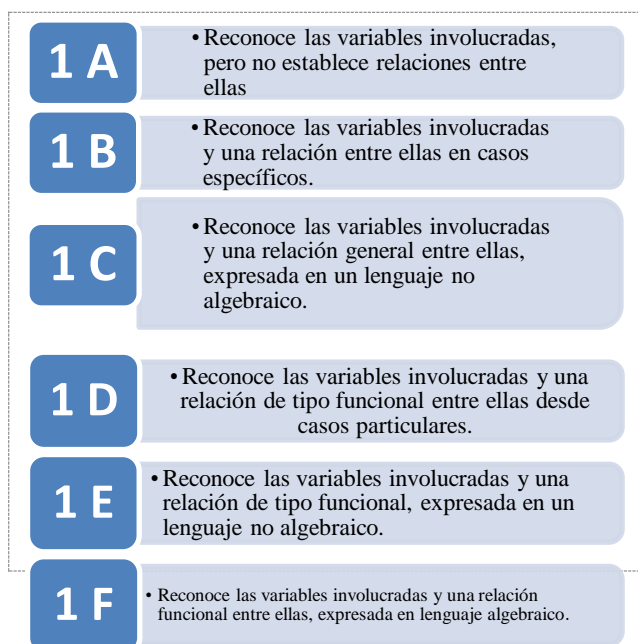 1 A
• Reconoce las variables involucradas,
pero no establece relaciones entre
ellas
1 B
• Reconoce las variables involucradas
y una relación entre ellas en casos
específicos.
1 C
• Reconoce las variables involucradas
y una relación general entre ellas,
expresada en un lenguaje no
algebraico.
1 D
• Reconoce las variables involucradas y una
relación de tipo funcional entre ellas desde
casos particulares.
1 E
• Reconoce las variables involucradas y una
relación de tipo funcional, expresada en un
lenguaje no algebraico.
1 F
• Reconoce las variables involucradas y una relación
funcional entre ellas, expresada en lenguaje algebraico.